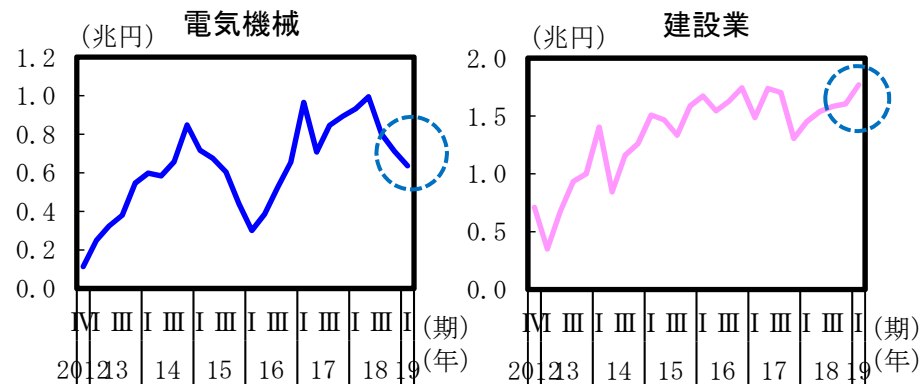 電気機械
(兆円)
1.2
1.0
0.8
0.6
0.4
0.2
0.0
Ⅳ Ⅰ Ⅲ Ⅰ Ⅲ Ⅰ Ⅲ Ⅰ Ⅲ Ⅰ Ⅲ Ⅰ Ⅲ Ⅰ (期)
2012 13 14 15 16 17 18 19 (年)
建設業
(兆円)
2.0
1.5
1.0
0.5
0.0
Ⅳ Ⅰ Ⅲ Ⅰ Ⅲ Ⅰ Ⅲ Ⅰ Ⅲ Ⅰ Ⅲ Ⅰ Ⅲ Ⅰ (期)
2012 13 14 15 16 17 18 19 (年)